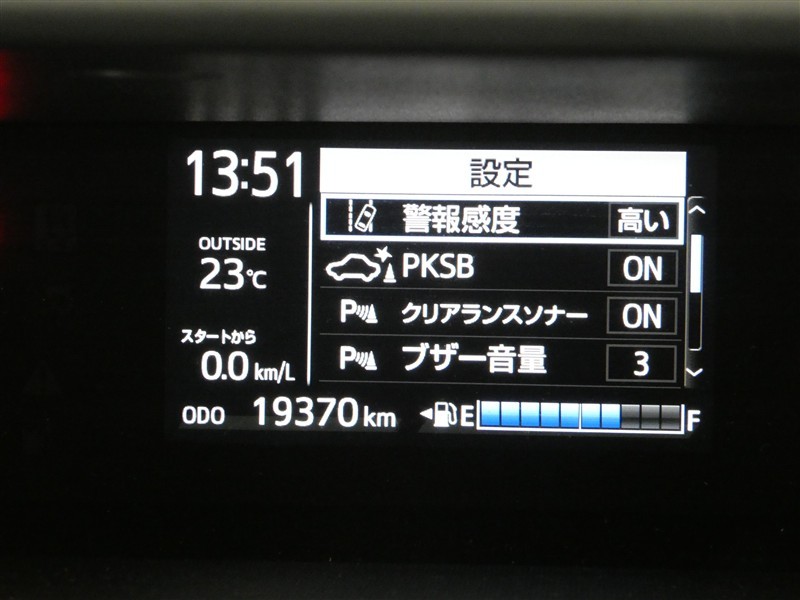 13:51
設定
警報感度 高い
OUTSIDE
23℃
PKSB ON
P クリアランスソナー ON
スタートから
0.0 km/L
P ブザー音量 3
ODO 19370 km
E F